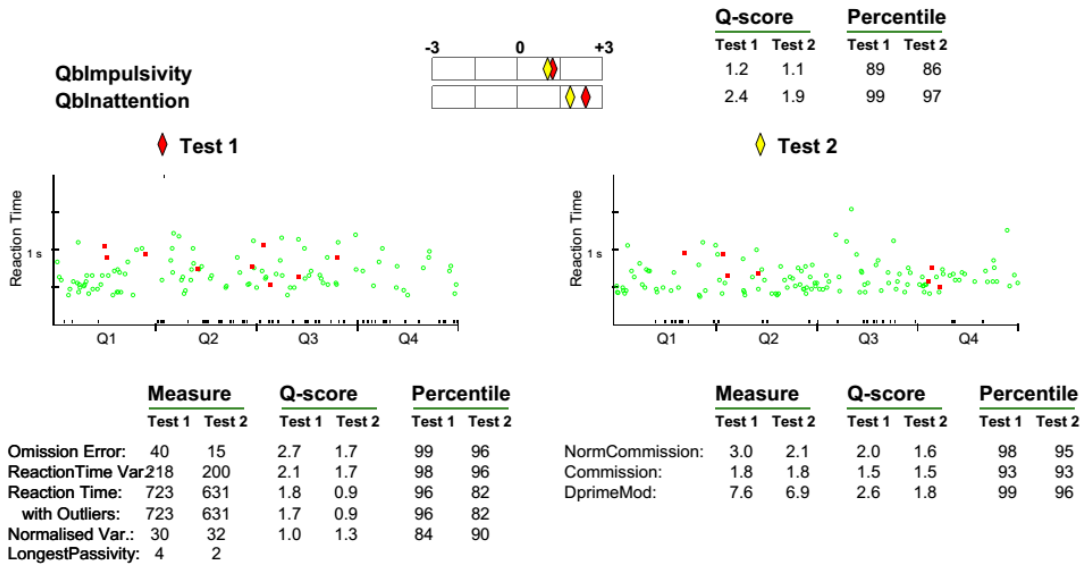 Q-score Percentile
-3 0 +3 Test 1 Test 2 Test 1 Test 2
QbImpulsivity 1.2 1.1 89 86
QbInattention 2.4 1.9 99 97
Test 1 Test 2
Reaction Time 1 s Reaction Time 1 s
Q1 Q2 Q3 Q4 Q1 Q2 Q3 Q4
Measure Q-score Percentile Measure Q-score Percentile
Test 1 Test 2 Test 1 Test 2 Test 1 Test 2 Test 1 Test 2 Test 1 Test 2 Test 1 Test 2
Omission Error: 40 15 2.7 1.7 99 96 NormCommission: 3.0 2.1 2.0 1.6 98 95
ReactionTime Var.: 218 200 2.1 1.7 98 96 Commission: 1.8 1.8 1.5 1.5 93 93
Reaction Time: 723 631 1.8 0.9 96 82 DprimeMod: 7.6 6.9 2.6 1.8 99 96
with Outliers: 723 631 1.7 0.9 96 82
Normalised Var.: 30 32 1.0 1.3 84 90
LongestPassivity: 4 2